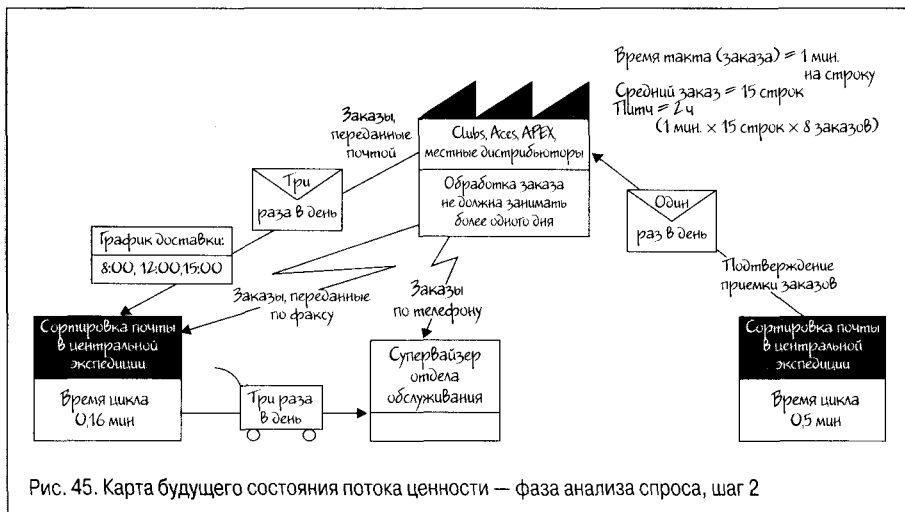 Время такта (заказа) = 1 мин.
на строку
Средний заказ = 15 строк
Питч = 2 ч
(1 мин. × 15 строк × 8 заказов)
Заказы,
переданные
почтой
Clubs, Aces, APEX,
местные дистрибьюторы
Обработка заказа
не должна занимать
более одного дня
Три
раза в день
Один
раз в день
График доставки:
8:00, 12:00, 15:00
Подтверждение
приемки заказов
Заказы, переданные
по факсу
Заказы
по телефону
Сортировка почты
в центральной
экспедиции
Время цикла
0,16 мин
Три раза
в день
Супервайзер
отдела
обслуживания
Сортировка почты
в центральной
экспедиции
Время цикла
0,5 мин
Рис. 45. Карта будущего состояния потока ценности — фаза анализа спроса, шаг 2